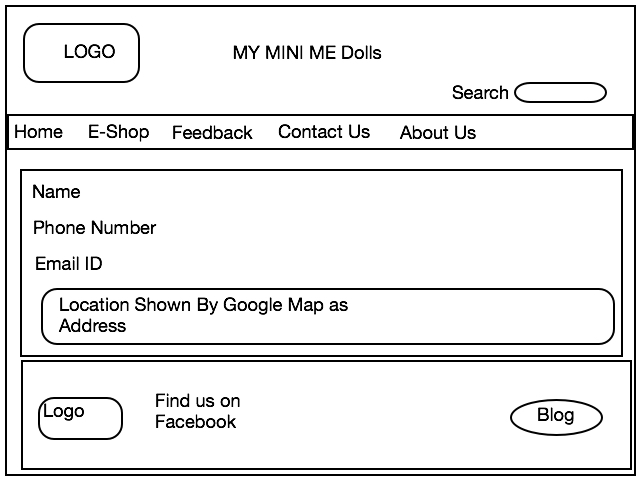 LOGO
MY MINI ME Dolls
Search
Home E-Shop Feedback Contact Us About Us
Name
Phone Number
Email ID
Location Shown By Google Map as
Address
Logo
Find us on
Facebook
Blog